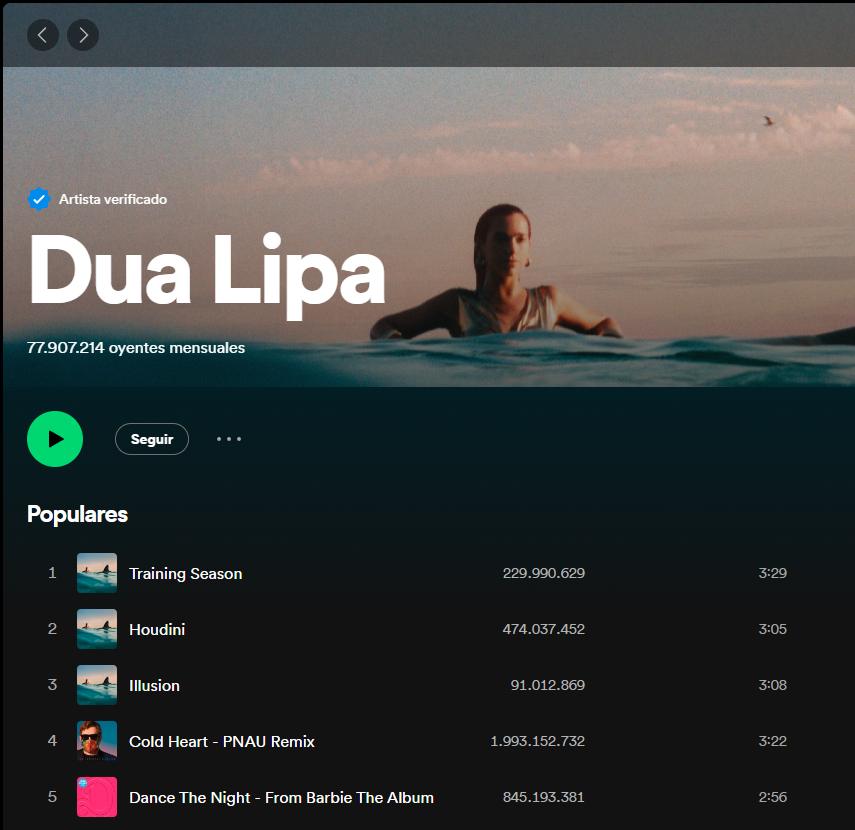 Artista verificado
Dua Lipa
77.907.214 oyentes mensuales
Seguir
Populares
1 Training Season 229.990.629 3:29
2 Houdini 474.037.452 3:05
3 Illusion 91.012.869 3:08
4 Cold Heart - PNAU Remix 1.993.152.732 3:22
5 Dance The Night - From Barbie The Album 845.193.381 2:56